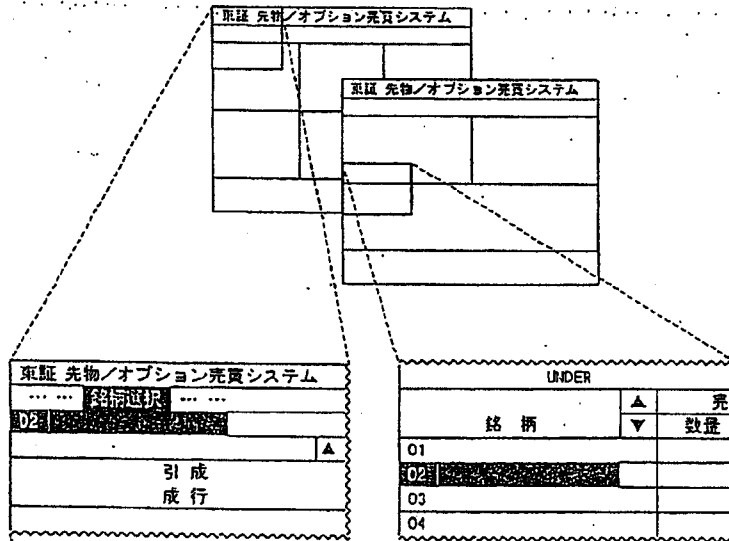 東証 先物/オプション売買システム
東証 先物/オプション売買システム
東証 先物/オプション売買システム
… … 銘柄選択 … …
02
▲
引 成
成 行
UNDER
銘 柄
▲ 売
▼ 数量
01
02
03
04